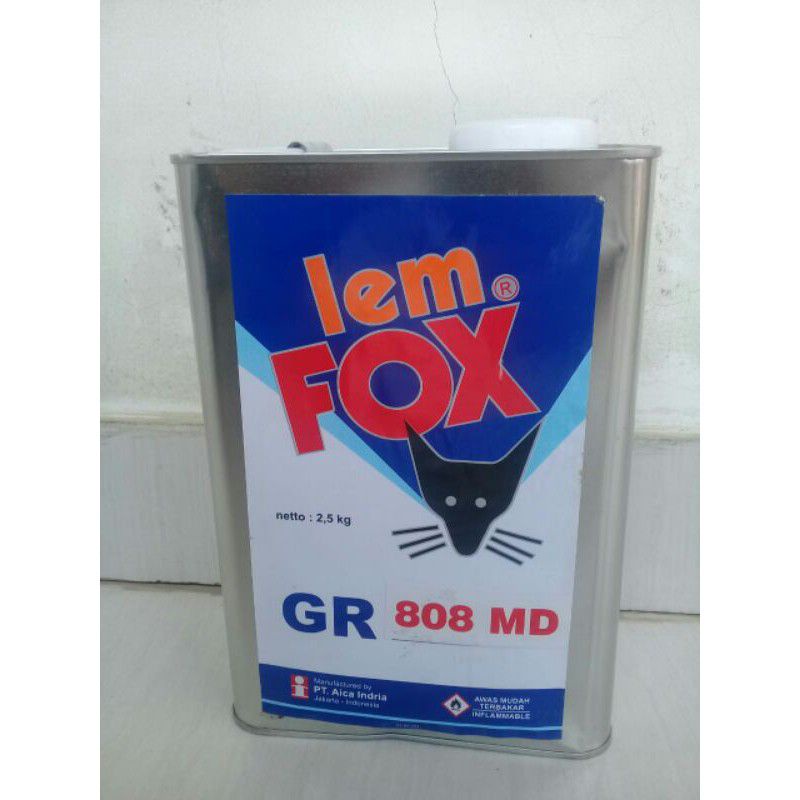 lem ®
FOX
netto : 2,5 kg
GR 808 MD
Manufactured by
PT. Aica Indria
Jakarta - Indonesia
AWAS MUDAH
TERBAKAR
INFLAMMABLE